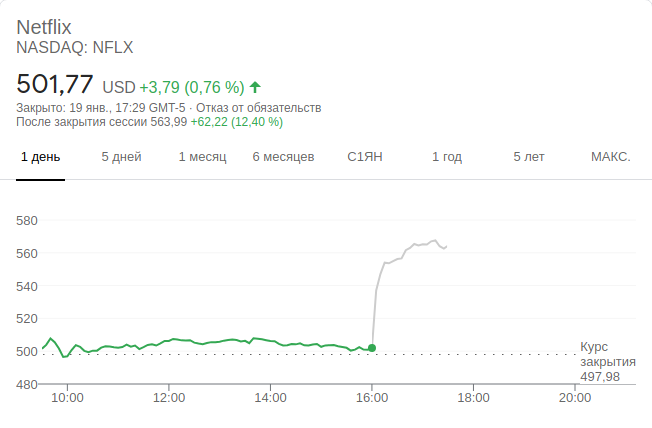 Netflix
NASDAQ: NFLX
501,77 USD +3,79 (0,76 %)
Закрыто: 19 янв., 17:29 GMT-5 · Отказ от обязательств
После закрытия сессии 563,99 +62,22 (12,40 %)
1 день 5 дней 1 месяц 6 месяцев С1ЯН 1 год 5 лет МАКС.
580
560
540
520
500
480
Курс
закрытия
497,98
10:00 12:00 14:00 16:00 18:00 20:00